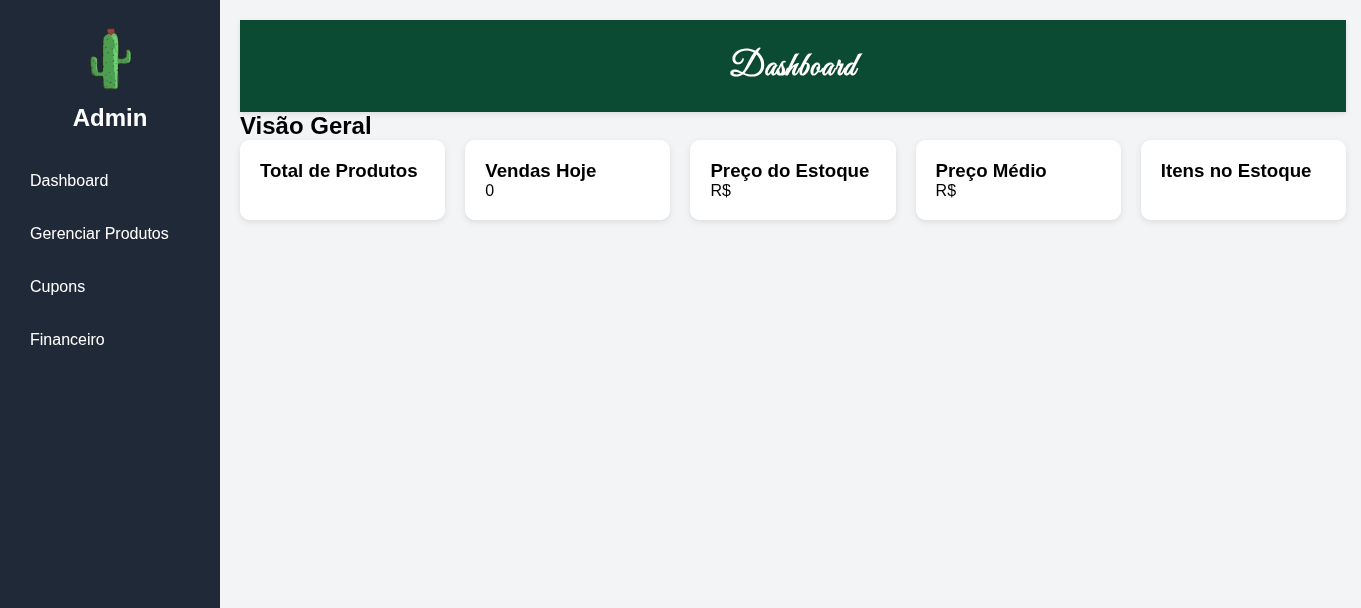 Admin
Dashboard
Gerenciar Produtos
Cupons
Financeiro
Dashboard
Visão Geral
Total de Produtos
Vendas Hoje
0
Preço do Estoque
R$
Preço Médio
R$
Itens no Estoque